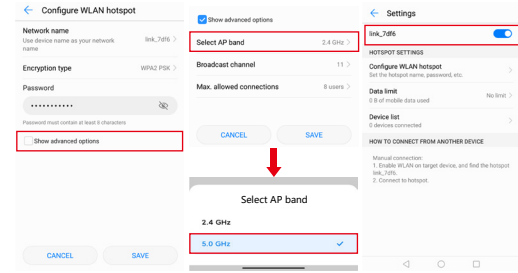 Configure WLAN hotspot
Network name
Use device name as your network
name
link_7df6
Encryption type
WPA2 PSK
Password
Password must contain at least 8 characters
Show advanced options
CANCEL
SAVE
Show advanced options
Select AP band
2.4 GHz
Broadcast channel
11
Max. allowed connections
8 users
CANCEL
SAVE
Select AP band
2.4 GHz
5.0 GHz
Settings
link_7df6
HOTSPOT SETTINGS
Configure WLAN hotspot
Set the hotspot name, password, etc.
Data limit
0 B of mobile data used
No limit
Device list
0 devices connected
HOW TO CONNECT FROM ANOTHER DEVICE
Manual connection:
1. Enable WLAN on target device, and find the hotspot
link_7df6.
2. Connect to hotspot.